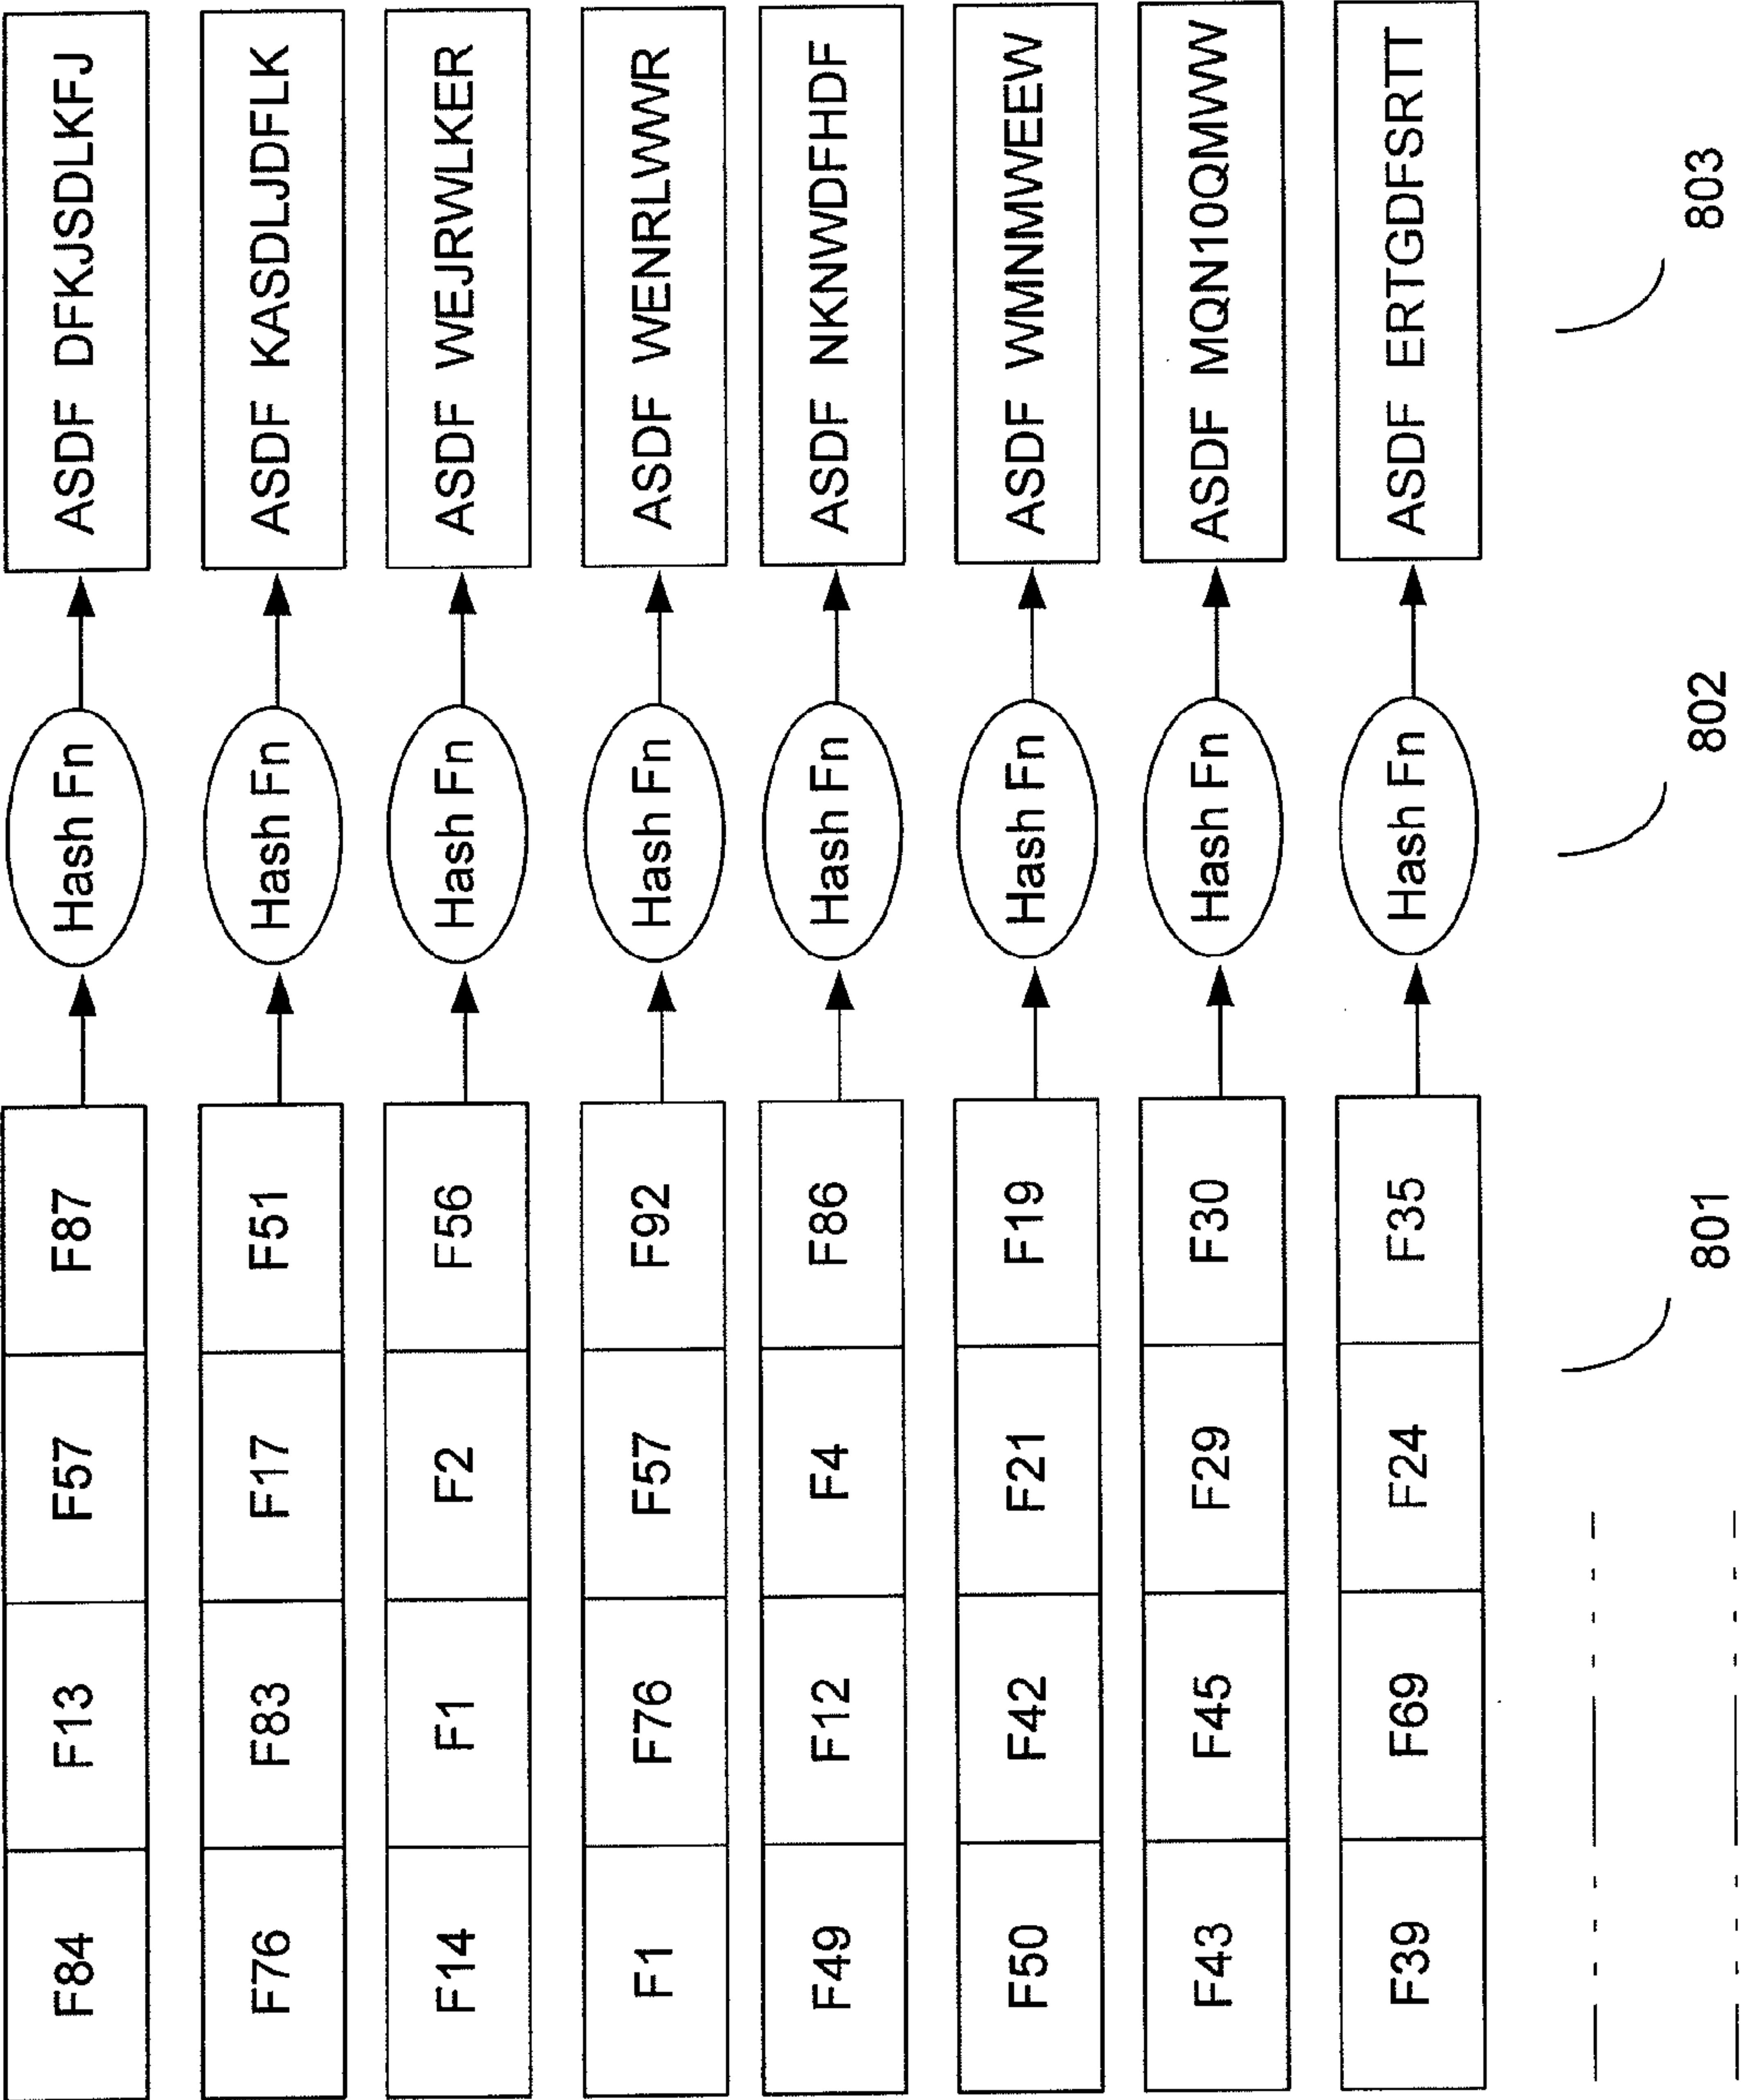 F84 F13 F57 F87 Hash Fn ASDF DFKJSDLKFJ
F76 F83 F17 F51 Hash Fn ASDF KASDLJDFLK
F14 F1 F2 F56 Hash Fn ASDF WEJRWLKER
F1 F76 F57 F92 Hash Fn ASDF WENRLWWR
F49 F12 F4 F86 Hash Fn ASDF NKNWDFHDF
F50 F42 F21 F19 Hash Fn ASDF WMNMWEEW
F43 F45 F29 F30 Hash Fn ASDF MQN10QMWW
F39 F69 F24 F35 Hash Fn ASDF ERTGDFSRTT
801 802 803